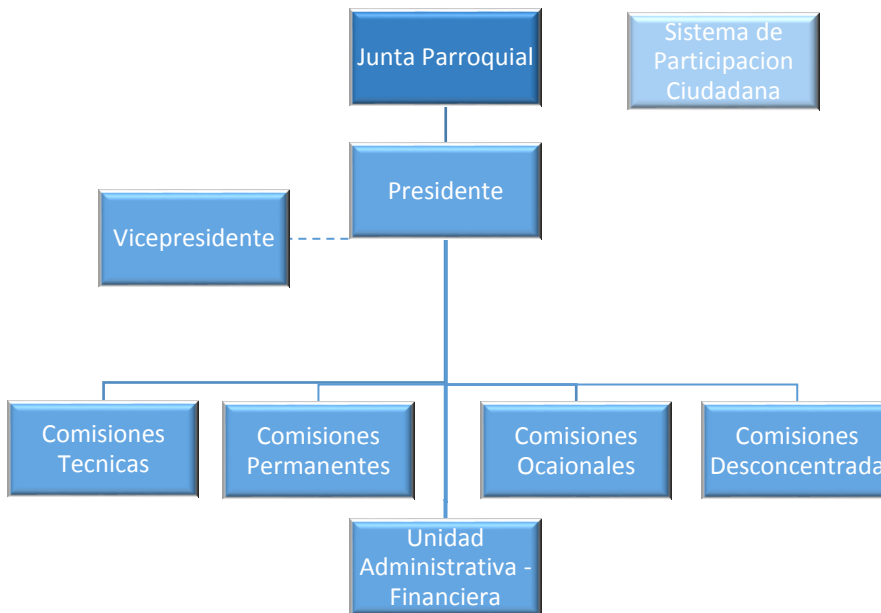 Junta Parroquial
Sistema de
Participacion
Ciudadana
Presidente
Vicepresidente
Comisiones
Tecnicas
Comisiones
Permanentes
Comisiones
Ocaionales
Comisiones
Desconcentrada
Unidad
Administrativa -
Financiera